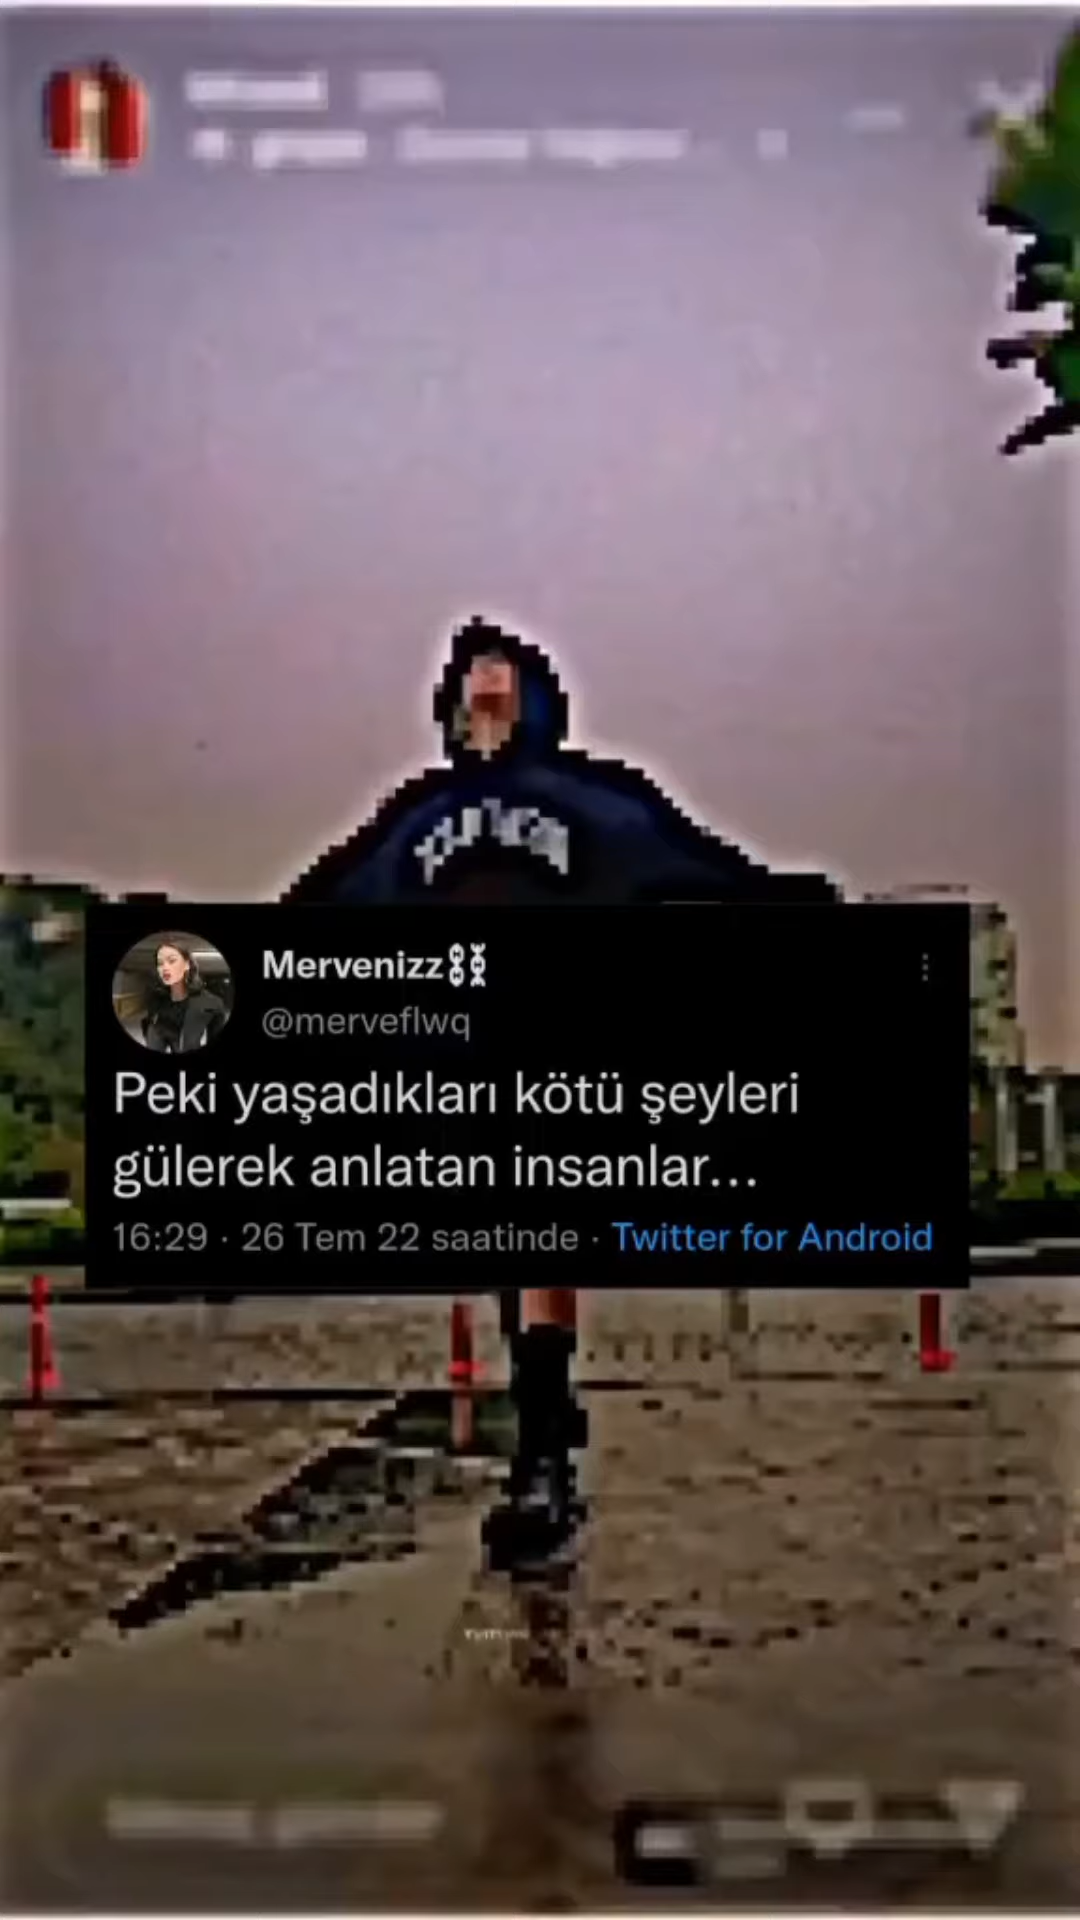 Mervenizz
@merveflwq
Peki yaşadıkları kötü şeyleri
gülerek anlatan insanlar...
16:29 · 26 Tem 22 saatinde · Twitter for Android